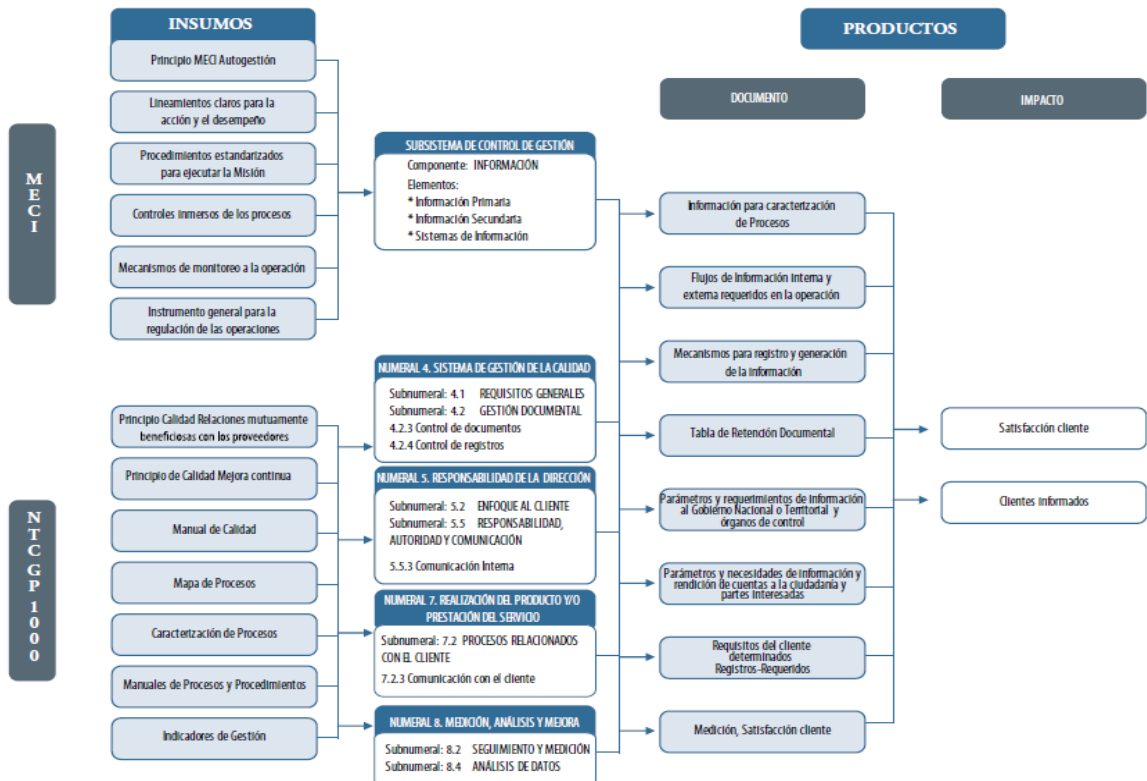 INSUMOS
PRODUCTOS
MECI
Principio MECI Autogestión
Lineamientos claros para la
acción y el desempeño
Procedimientos estandarizados
para ejecutar la Misión
Controles inmersos de los procesos
Mecanismos de monitoreo a la operación
Instrumento general para la
regulación de las operaciones
SUBSISTEMA DE CONTROL DE GESTIÓN
Componente: INFORMACIÓN
Elementos:
* Información Primaria
* Información Secundaria
* Sistemas de Información
NTCGP 1000
Principio Calidad Relaciones mutuamente
beneficiosas con los proveedores
Principio de Calidad Mejora continua
Manual de Calidad
Mapa de Procesos
Caracterización de Procesos
Manuales de Procesos y Procedimientos
Indicadores de Gestión
NUMERAL 4. SISTEMA DE GESTIÓN DE LA CALIDAD
Subnumeral: 4.1 REQUISITOS GENERALES
Subnumeral: 4.2 GESTIÓN DOCUMENTAL
4.2.3 Control de documentos
4.2.4 Control de registros
NUMERAL 5. RESPONSABILIDAD DE LA DIRECCIÓN
Subnumeral: 5.2 ENFOQUE AL CLIENTE
Subnumeral: 5.5 RESPONSABILIDAD,
AUTORIDAD Y COMUNICACIÓN
5.5.3 Comunicación Interna
NUMERAL 7. REALIZACIÓN DEL PRODUCTO Y/O
PRESTACIÓN DEL SERVICIO
Subnumeral: 7.2 PROCESOS RELACIONADOS
CON EL CLIENTE
7.2.3 Comunicación con el cliente
NUMERAL 8. MEDICIÓN, ANÁLISIS Y MEJORA
Subnumeral: 8.2 SEGUIMIENTO Y MEDICIÓN
Subnumeral: 8.4 ANÁLISIS DE DATOS
DOCUMENTO
Información para caracterización
de Procesos
Flujos de Información interna y
externa requeridos en la operación
Mecanismos para registro y generación
de la información
Tabla de Retención Documental
Parámetros y requerimientos de información
al Gobierno Nacional o Territorial y
órganos de control
Parámetros y necesidades de información y
rendición de cuentas a la ciudadanía y
partes interesadas
Requisitos del cliente
determinados
Registros-Requeridos
Medición, Satisfacción cliente
IMPACTO
Satisfacción cliente
Clientes informados